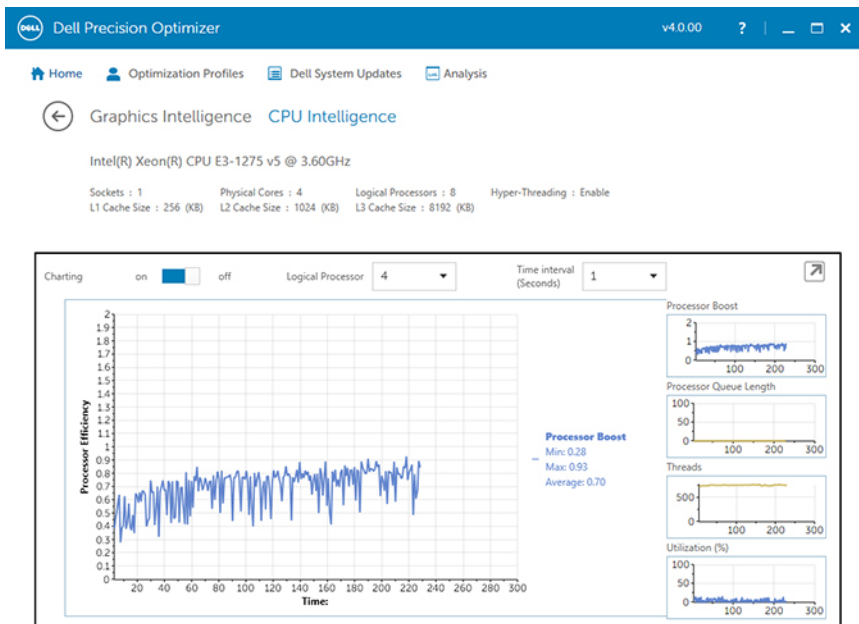 DELL Dell Precision Optimizer v4.0.00 ?
Home Optimization Profiles Dell System Updates Analysis
Graphics Intelligence CPU Intelligence
Intel(R) Xeon(R) CPU E3-1275 v5 @ 3.60GHz
Sockets : 1 Physical Cores : 4 Logical Processors : 8 Hyper-Threading : Enable
L1 Cache Size : 256 (KB) L2 Cache Size : 1024 (KB) L3 Cache Size : 8192 (KB)
Charting on off Logical Processor 4 Time interval (Seconds) 1
Processor Efficiency
2
1.9
1.8
1.7
1.6
1.5
1.4
1.3
1.2
1.1
1
0.9
0.8
0.7
0.6
0.5
0.4
0.3
0.2
0.1
0
20 40 60 80 100 120 140 160 180 200 220 240 260 280 300
Time:
Processor Boost
Min: 0.28
Max: 0.93
Average: 0.70
Processor Boost
2
1
0
100 200 300
Processor Queue Length
100
50
0
100 200 300
Threads
500
0
100 200 300
Utilization (%)
100
50
0
100 200 300